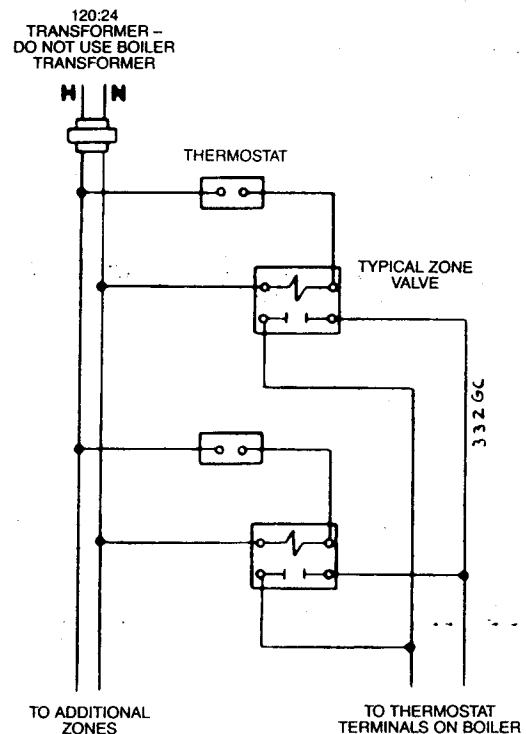 120:24
TRANSFORMER –
DO NOT USE BOILER
TRANSFORMER
H N
THERMOSTAT
TYPICAL ZONE
VALVE
332GC
TO ADDITIONAL
ZONES
TO THERMOSTAT
TERMINALS ON BOILER